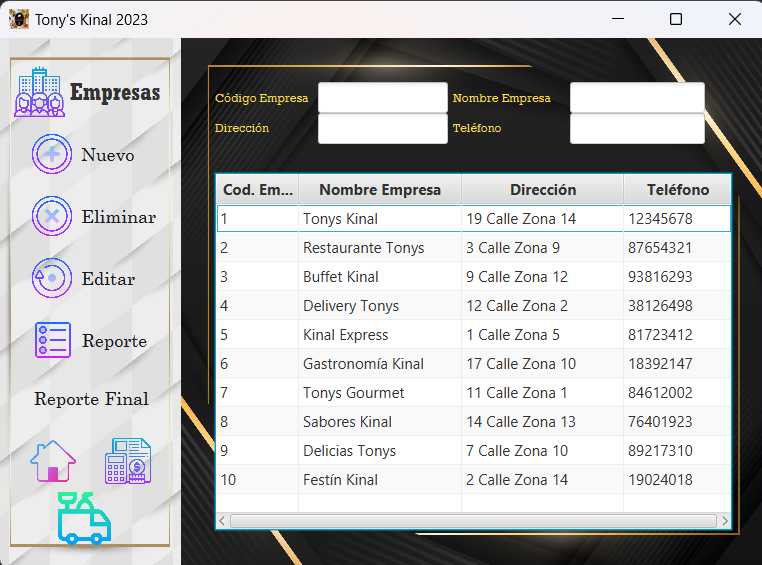 Tony's Kinal 2023
Empresas
Nuevo
Eliminar
Editar
Reporte
Reporte Final
Código Empresa Nombre Empresa
Dirección Teléfono
Cod. Em... Nombre Empresa Dirección Teléfono
1 Tonys Kinal 19 Calle Zona 14 12345678
2 Restaurante Tonys 3 Calle Zona 9 87654321
3 Buffet Kinal 9 Calle Zona 12 93816293
4 Delivery Tonys 12 Calle Zona 2 38126498
5 Kinal Express 1 Calle Zona 5 81723412
6 Gastronomía Kinal 17 Calle Zona 10 18392147
7 Tonys Gourmet 11 Calle Zona 1 84612002
8 Sabores Kinal 14 Calle Zona 13 76401923
9 Delicias Tonys 7 Calle Zona 10 89217310
10 Festín Kinal 2 Calle Zona 14 19024018